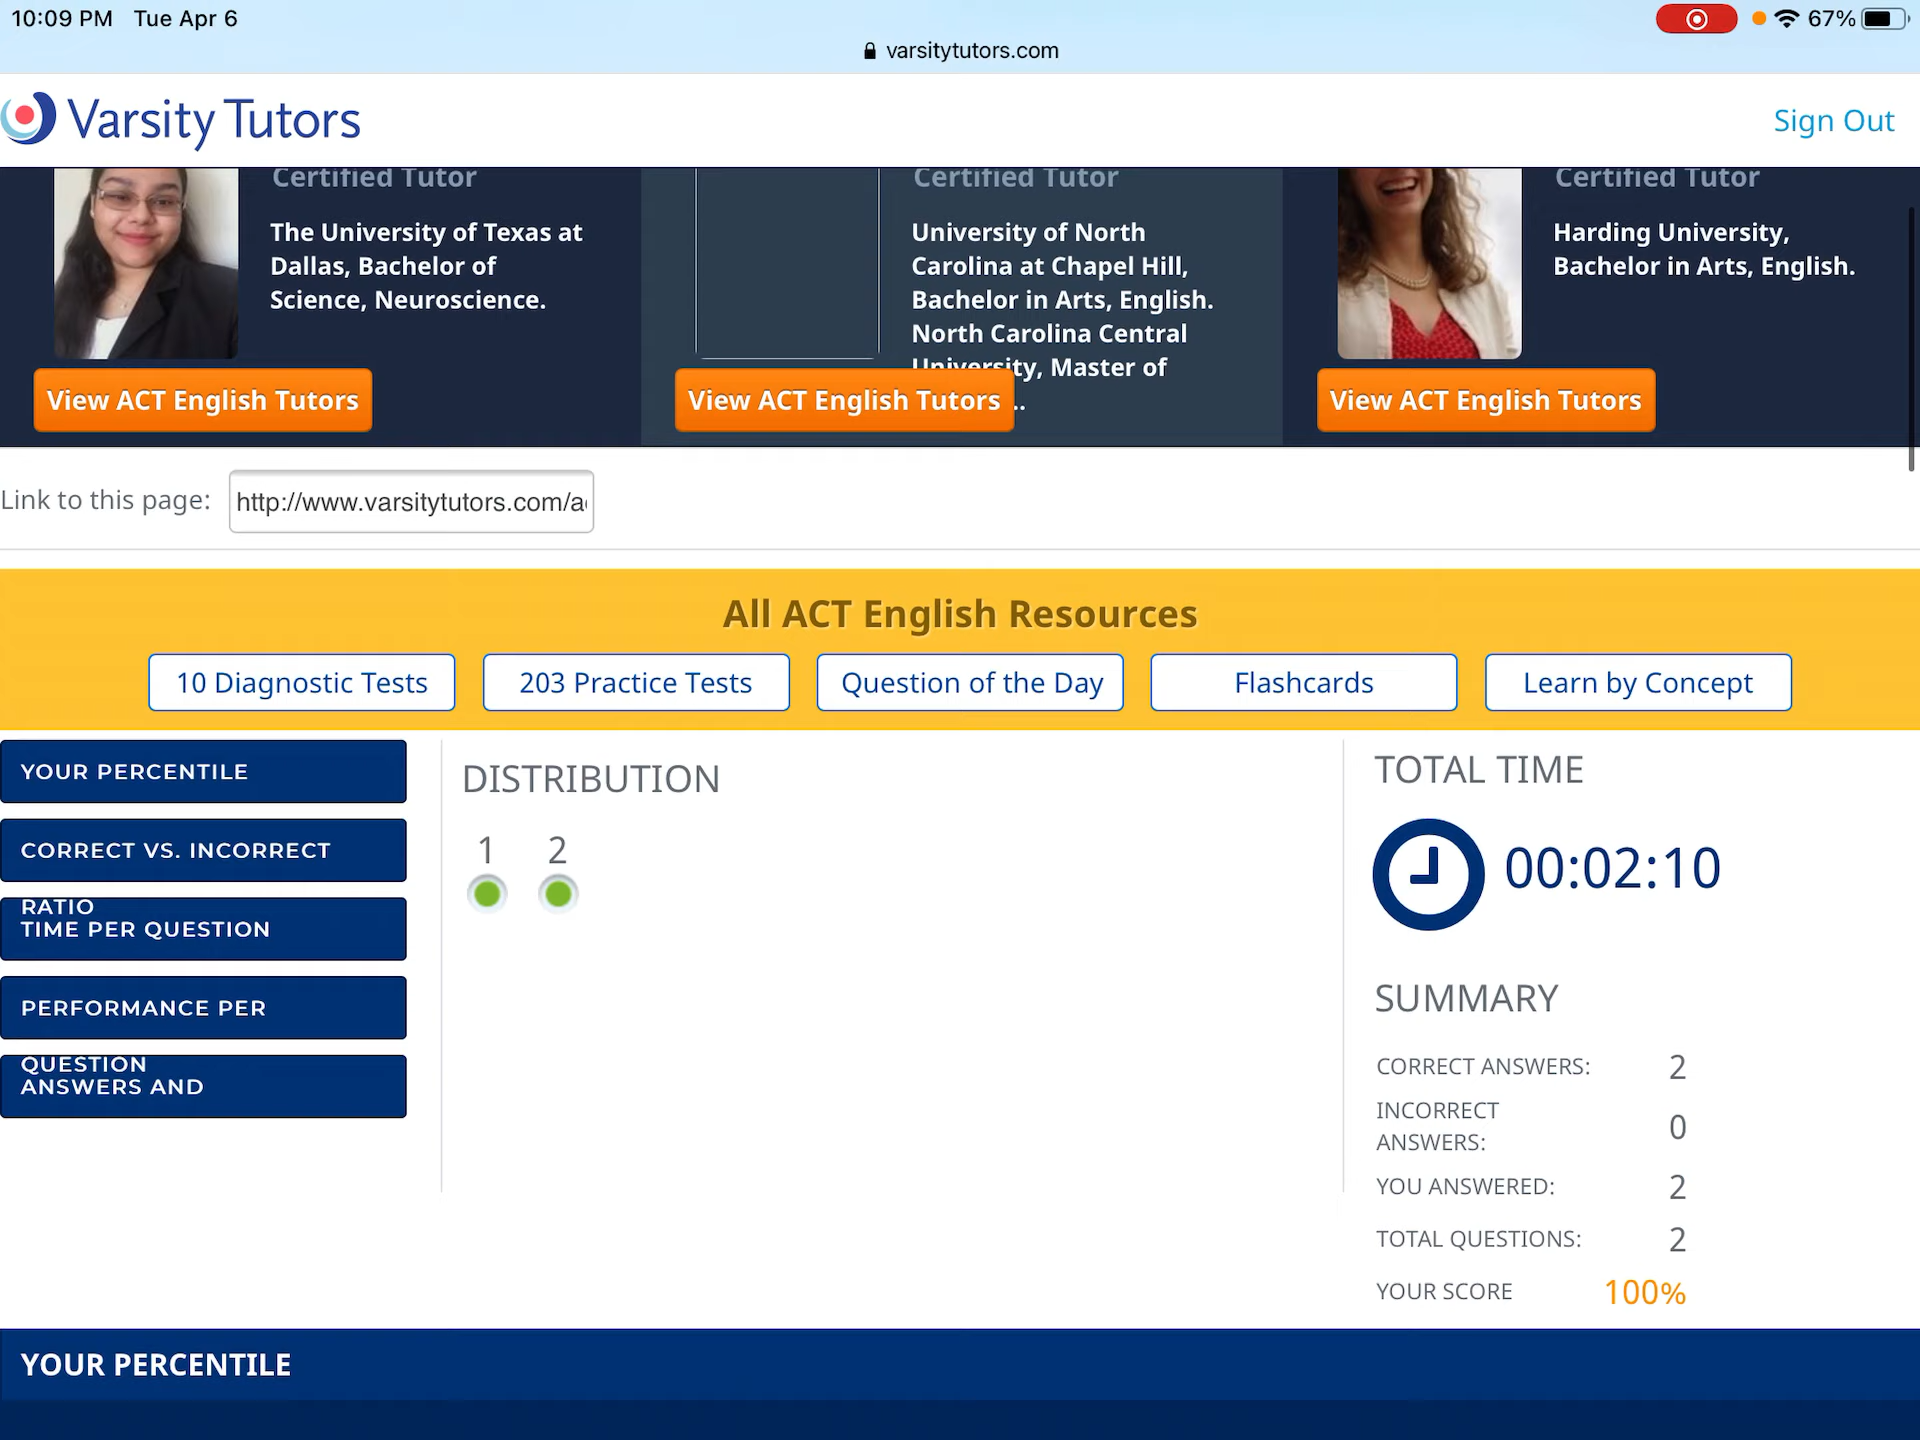 10:09 PM Tue Apr 6
67%
varsitytutors.com
Varsity Tutors
Sign Out
Certified Tutor
The University of Texas at
Dallas, Bachelor of
Science, Neuroscience.
View ACT English Tutors
Certified Tutor
University of North
Carolina at Chapel Hill,
Bachelor in Arts, English.
North Carolina Central
University, Master of
..
View ACT English Tutors
Certified Tutor
Harding University,
Bachelor in Arts, English.
View ACT English Tutors
Link to this page: http://www.varsitytutors.com/a
All ACT English Resources
10 Diagnostic Tests
203 Practice Tests
Question of the Day
Flashcards
Learn by Concept
YOUR PERCENTILE
CORRECT VS. INCORRECT
RATIO
TIME PER QUESTION
PERFORMANCE PER
QUESTION
ANSWERS AND
DISTRIBUTION
1 2
TOTAL TIME
00:02:10
SUMMARY
CORRECT ANSWERS: 2
INCORRECT
ANSWERS: 0
YOU ANSWERED: 2
TOTAL QUESTIONS: 2
YOUR SCORE 100%
YOUR PERCENTILE